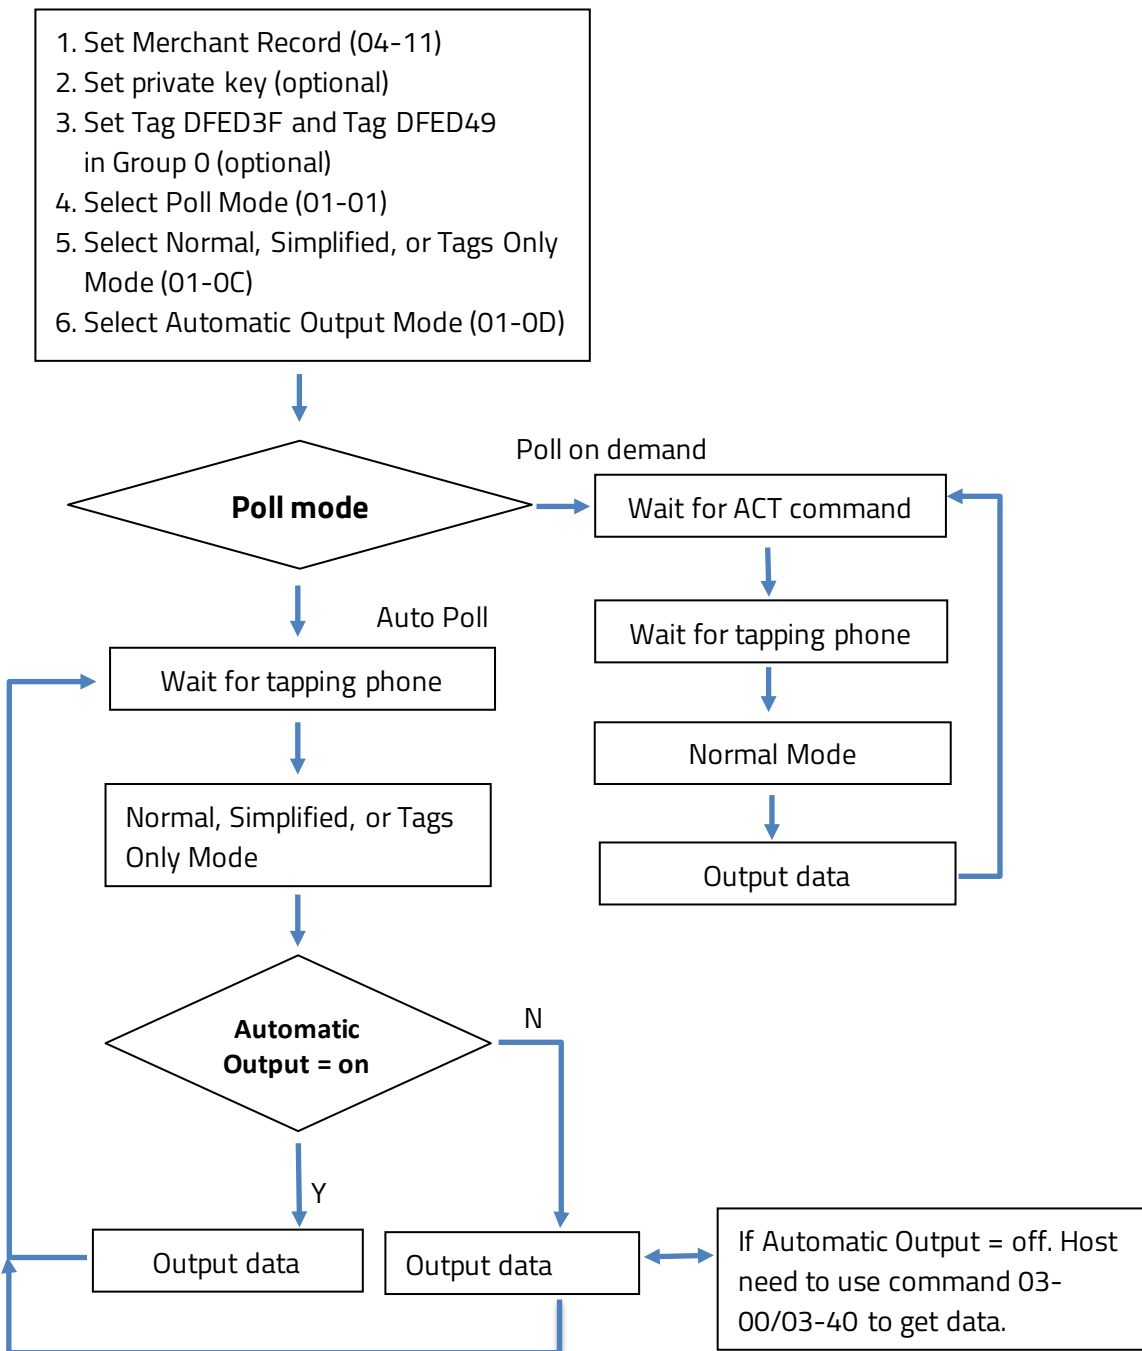 1. Set Merchant Record (04-11)
2. Set private key (optional)
3. Set Tag DFED3F and Tag DFED49
in Group 0 (optional)
4. Select Poll Mode (01-01)
5. Select Normal, Simplified, or Tags Only
Mode (01-0C)
6. Select Automatic Output Mode (01-0D)
Poll mode
Poll on demand
Wait for ACT command
Wait for tapping phone
Normal Mode
Output data
Auto Poll
Wait for tapping phone
Normal, Simplified, or Tags
Only Mode
Automatic
Output = on
N
Y
Output data
Output data
If Automatic Output = off. Host
need to use command 03-
00/03-40 to get data.